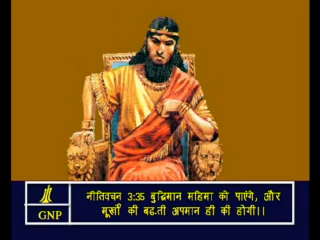 नीतिवचन 3:35 बुद्धिमान महिमा को पाएंगे, और
मूर्खों की बढ़ती अपमान ही की होगी।।
GNP